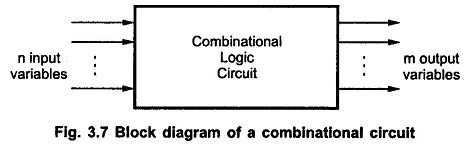 n input
variables
Combinational
Logic
Circuit
m output
variables
Fig. 3.7 Block diagram of a combinational circuit